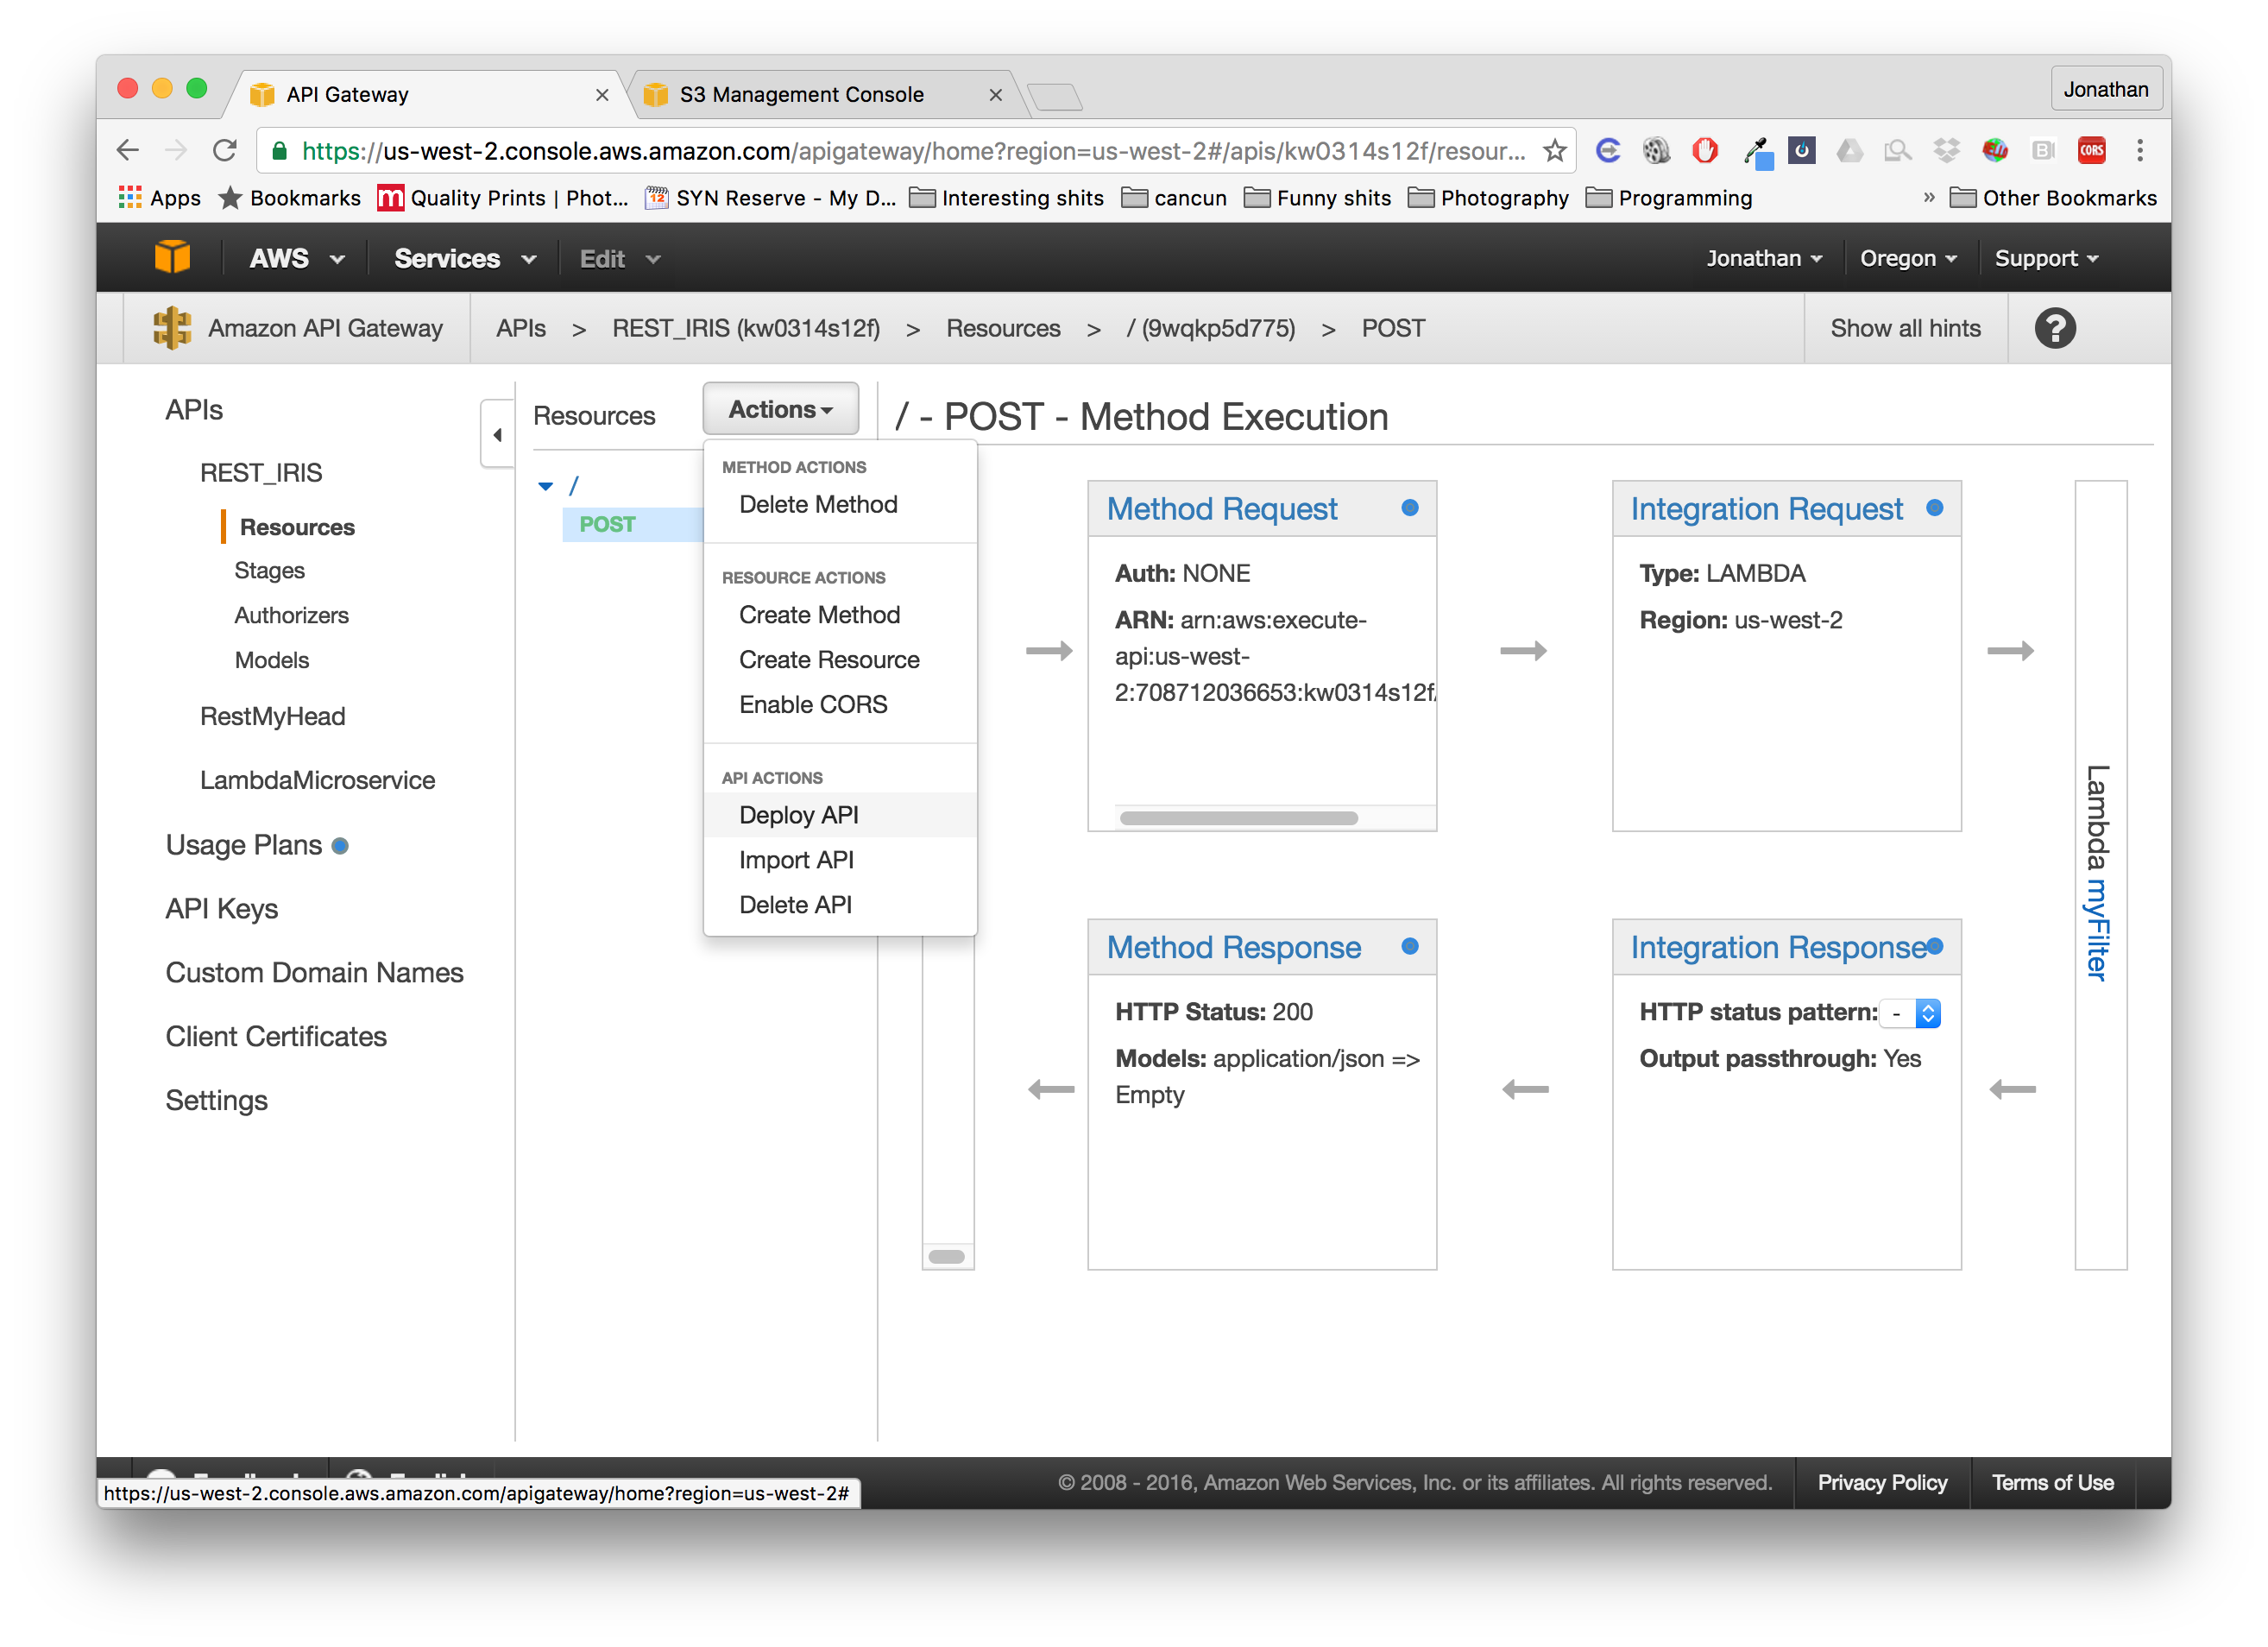 API Gateway
S3 Management Console
Jonathan
https://us-west-2.console.aws.amazon.com/apigateway/home?region=us-west-2#/apis/kw0314s12f/resour...
CORS
Apps
Bookmarks
Quality Prints | Phot...
12
SYN Reserve - My D...
Interesting shits
cancun
Funny shits
Photography
Programming
»
Other Bookmarks
AWS
Services
Edit
Jonathan
Oregon
Support
Amazon API Gateway
APIs > REST_IRIS (kw0314s12f) > Resources > / (9wqkp5d775) > POST
Show all hints
?
APIs
REST_IRIS
Resources
Stages
Authorizers
Models
RestMyHead
LambdaMicroservice
Usage Plans
API Keys
Custom Domain Names
Client Certificates
Settings
Resources
Actions
/
POST
METHOD ACTIONS
Delete Method
RESOURCE ACTIONS
Create Method
Create Resource
Enable CORS
API ACTIONS
Deploy API
Import API
Delete API
/ - POST - Method Execution
Method Request
Auth: NONE
ARN: arn:aws:execute-
api:us-west-
2:708712036653:kw0314s12f/
Integration Request
Type: LAMBDA
Region: us-west-2
Lambda myFilter
Method Response
HTTP Status: 200
Models: application/json =>
Empty
Integration Response
HTTP status pattern: -
Output passthrough: Yes
© 2008 - 2016, Amazon Web Services, Inc. or its affiliates. All rights reserved.
Privacy Policy
Terms of Use
https://us-west-2.console.aws.amazon.com/apigateway/home?region=us-west-2#